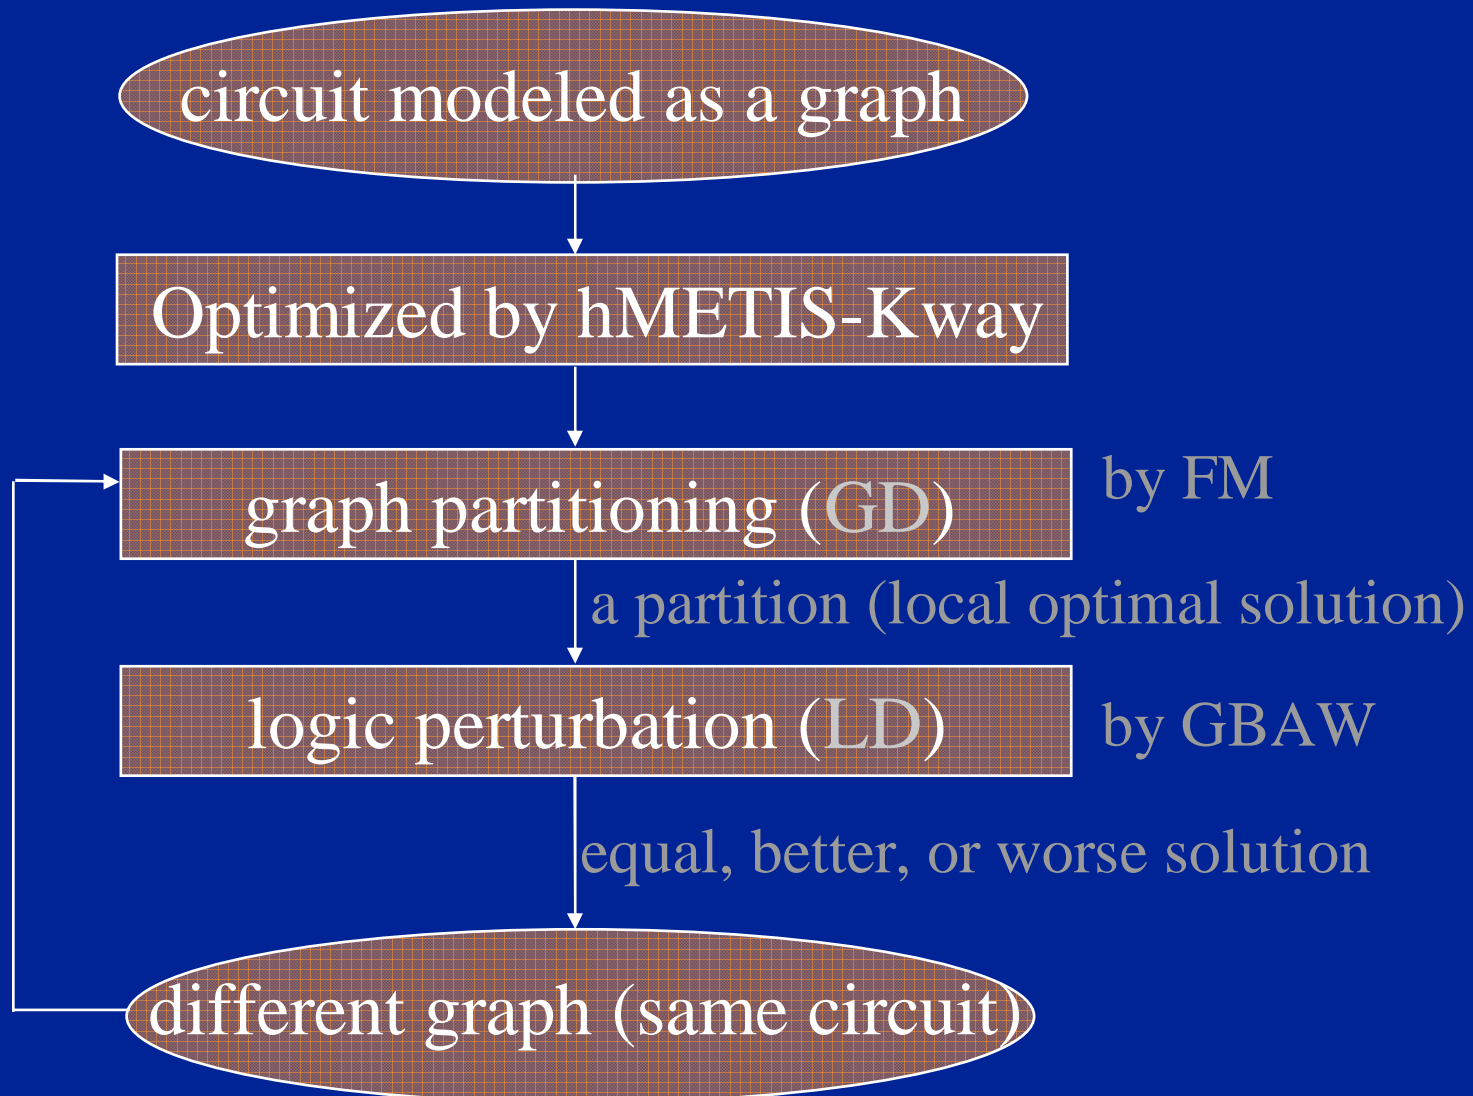 circuit modeled as a graph
Optimized by hMETIS-Kway
graph partitioning (GD)
by FM
a partition (local optimal solution)
logic perturbation (LD)
by GBAW
equal, better, or worse solution
different graph (same circuit)